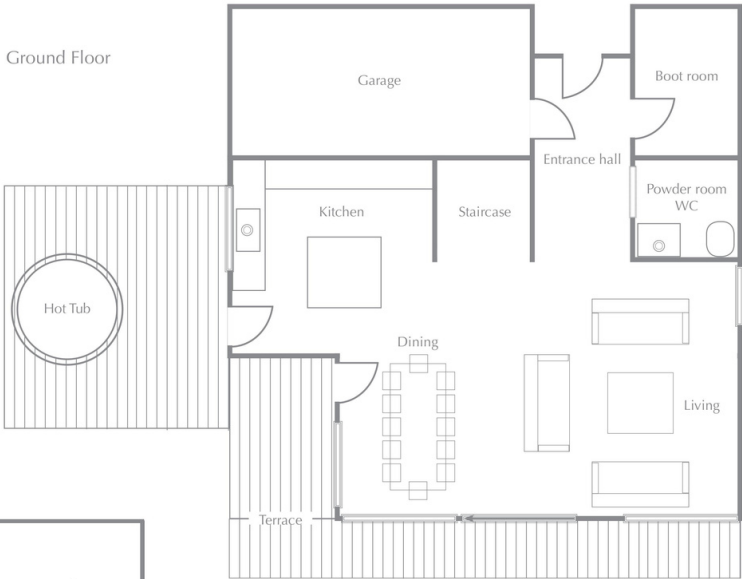 Ground Floor
Garage
Boot room
Entrance hall
Powder room
WC
Kitchen
Staircase
Hot Tub
Dining
Living
Terrace